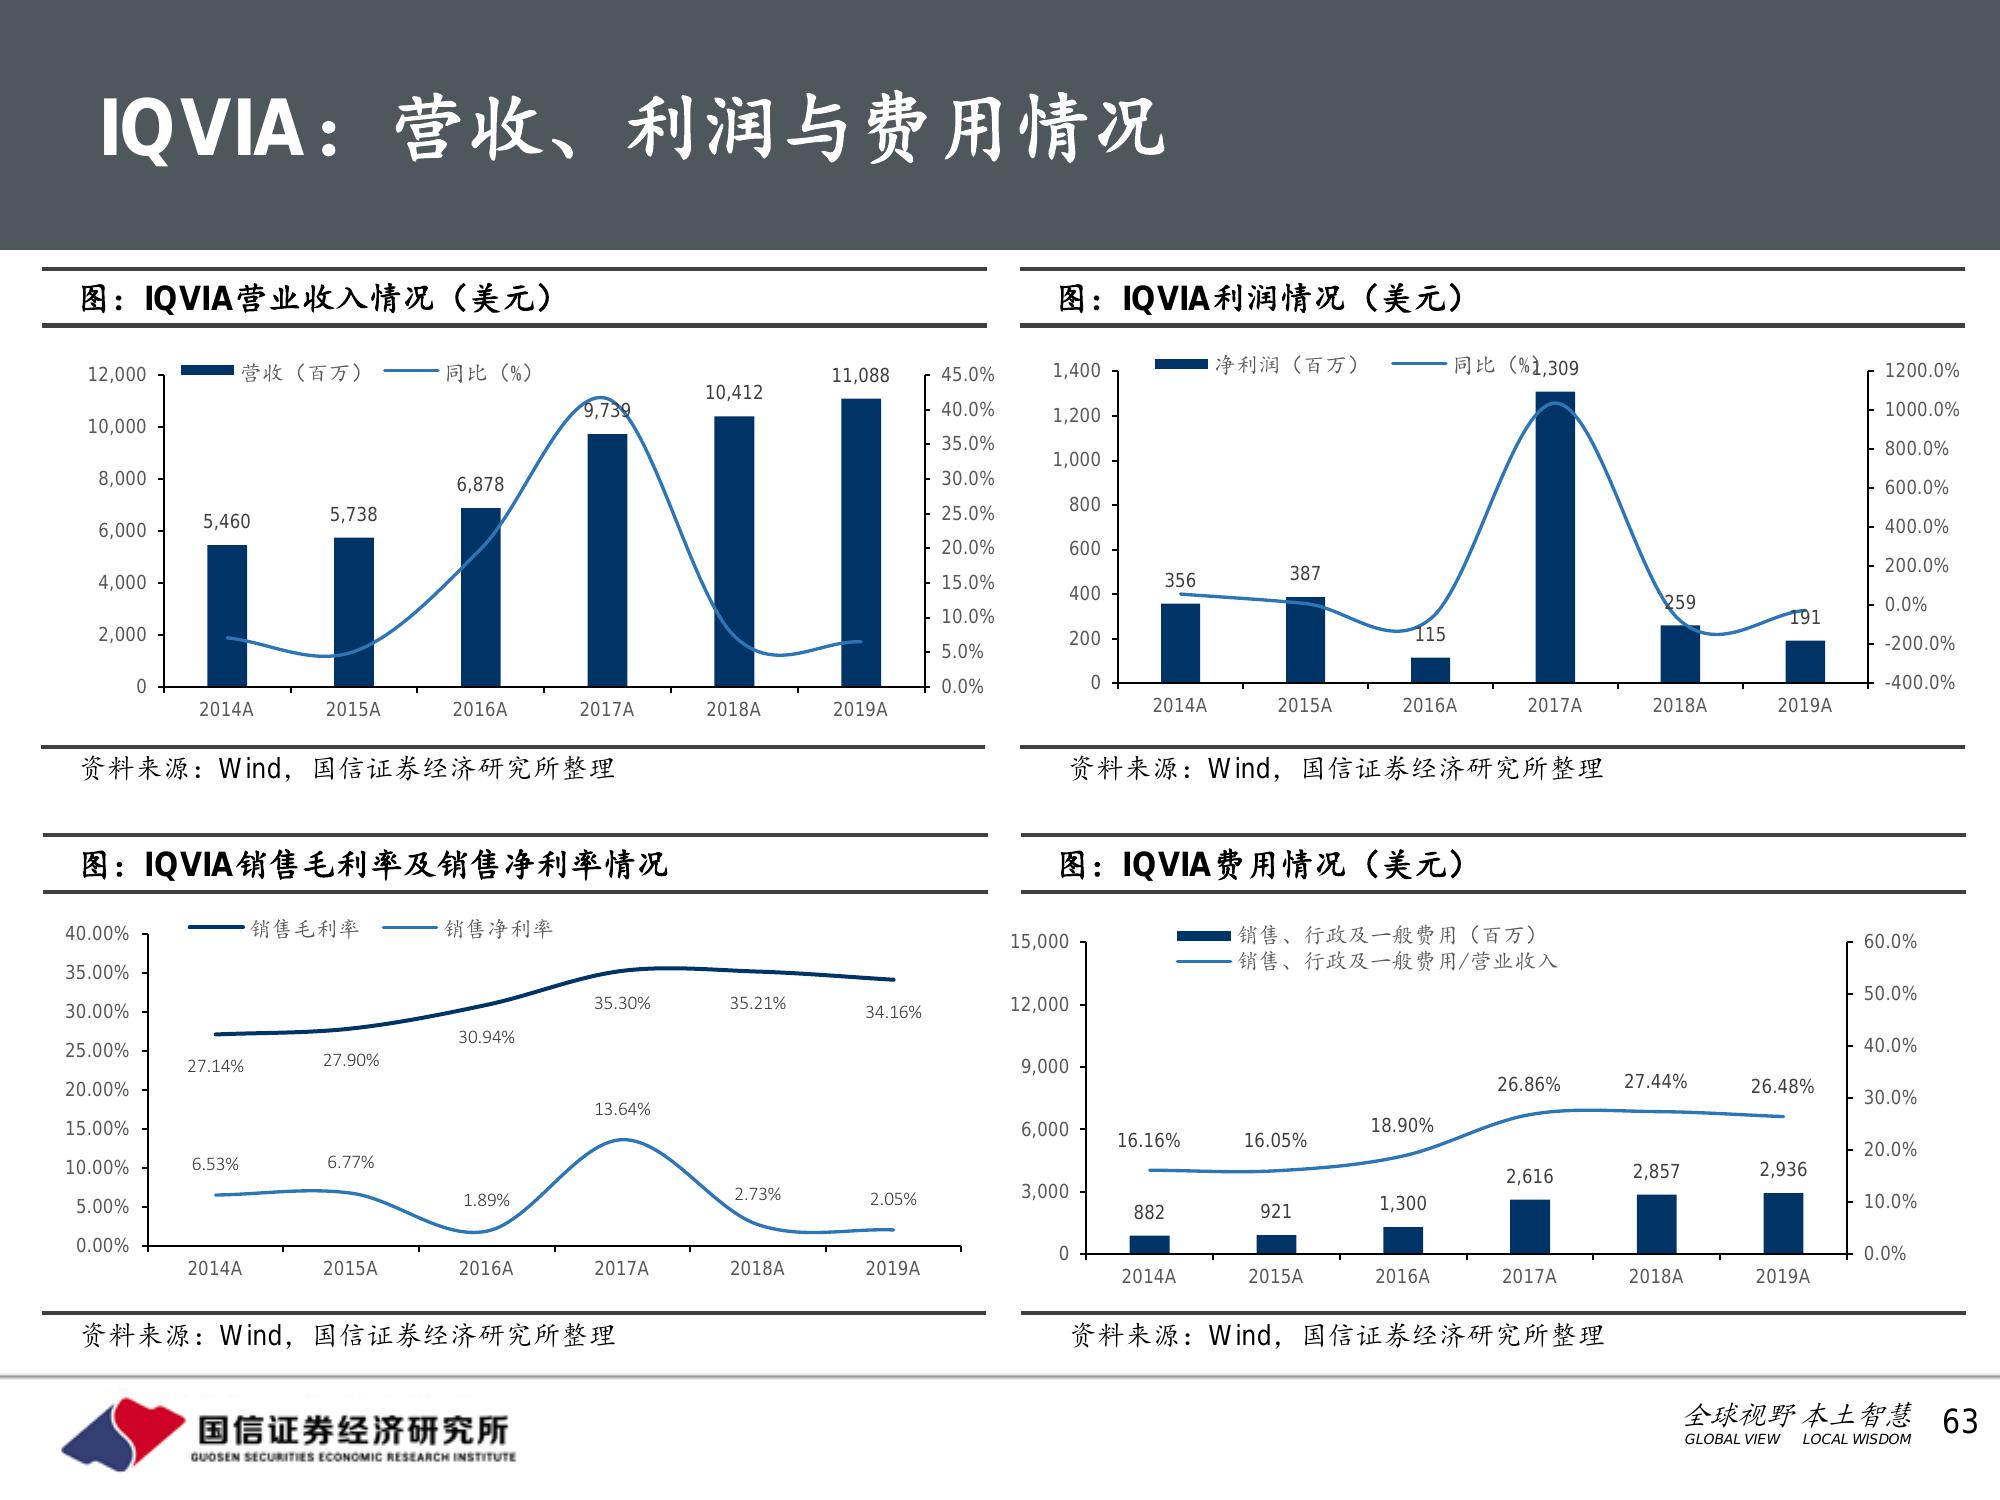 IQVIA：营收、利润与费用情况
图：IQVIA营业收入情况（美元）
营收（百万） 同比（%）
12,000
10,000
8,000
6,000
4,000
2,000
0
45.0%
40.0%
35.0%
30.0%
25.0%
20.0%
15.0%
10.0%
5.0%
0.0%
5,460 5,738 6,878 9,739 10,412 11,088
2014A 2015A 2016A 2017A 2018A 2019A
资料来源：Wind，国信证券经济研究所整理
图：IQVIA利润情况（美元）
净利润（百万） 同比（%）
1,400
1,200
1,000
800
600
400
200
0
1200.0%
1000.0%
800.0%
600.0%
400.0%
200.0%
0.0%
-200.0%
-400.0%
356 387 115 1,309 259 191
2014A 2015A 2016A 2017A 2018A 2019A
资料来源：Wind，国信证券经济研究所整理
图：IQVIA销售毛利率及销售净利率情况
销售毛利率 销售净利率
40.00%
35.00%
30.00%
25.00%
20.00%
15.00%
10.00%
5.00%
0.00%
27.14% 27.90% 30.94% 35.30% 35.21% 34.16%
6.53% 6.77% 1.89% 13.64% 2.73% 2.05%
2014A 2015A 2016A 2017A 2018A 2019A
资料来源：Wind，国信证券经济研究所整理
图：IQVIA费用情况（美元）
销售、行政及一般费用（百万）
销售、行政及一般费用/营业收入
15,000
12,000
9,000
6,000
3,000
0
60.0%
50.0%
40.0%
30.0%
20.0%
10.0%
0.0%
16.16% 16.05% 18.90% 26.86% 27.44% 26.48%
882 921 1,300 2,616 2,857 2,936
2014A 2015A 2016A 2017A 2018A 2019A
资料来源：Wind，国信证券经济研究所整理
国信证券经济研究所
GUOSEN SECURITIES ECONOMIC RESEARCH INSTITUTE
全球视野 本土智慧
GLOBAL VIEW LOCAL WISDOM
63